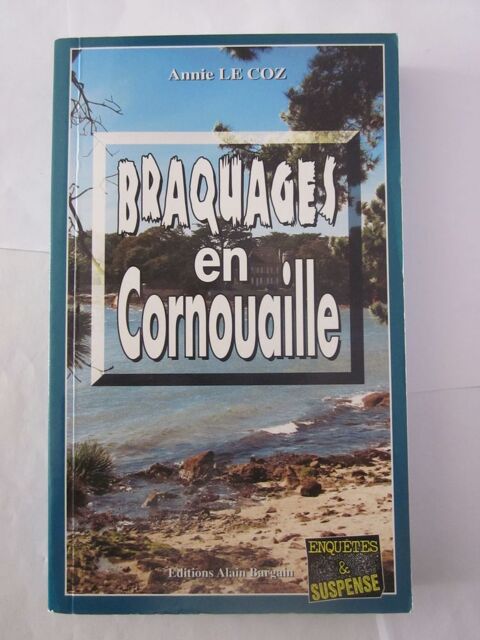 Annie LE COZ
BRAQUAGES
en
Cornouaille
Editions Alain Bargain
ENQUÊTES
&
SUSPENSE